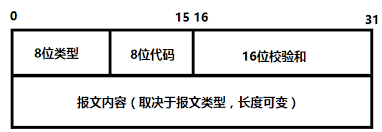 0 15 16 31
8位类型 8位代码 16位校验和
报文内容（取决于报文类型，长度可变）